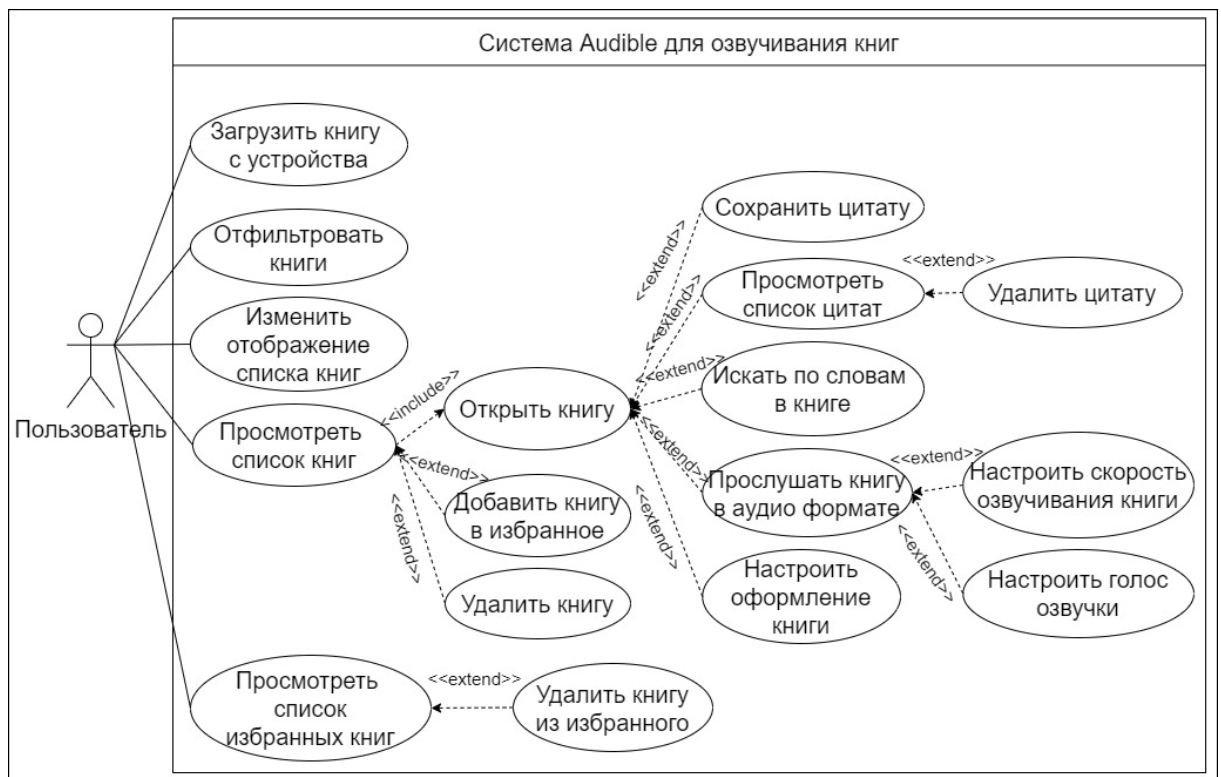 Система Audible для озвучивания книг
Загрузить книгу
с устройства
Отфильтровать
книги
Изменить
отображение
списка книг
Просмотреть
список книг
Пользователь
<<include>>
Открыть книгу
<<extend>>
Добавить книгу
в избранное
<<extend>>
Удалить книгу
<<extend>>
Сохранить цитату
<<extend>>
Просмотреть
список цитат
<<extend>>
Удалить цитату
<<extend>>
Искать по словам
в книге
<<extend>>
Прослушать книгу
в аудио формате
<<extend>>
Настроить скорость
озвучивания книги
<<extend>>
Настроить голос
озвучки
<<extend>>
Настроить
оформление
книги
Просмотреть
список
избранных книг
<<extend>>
Удалить книгу
из избранного